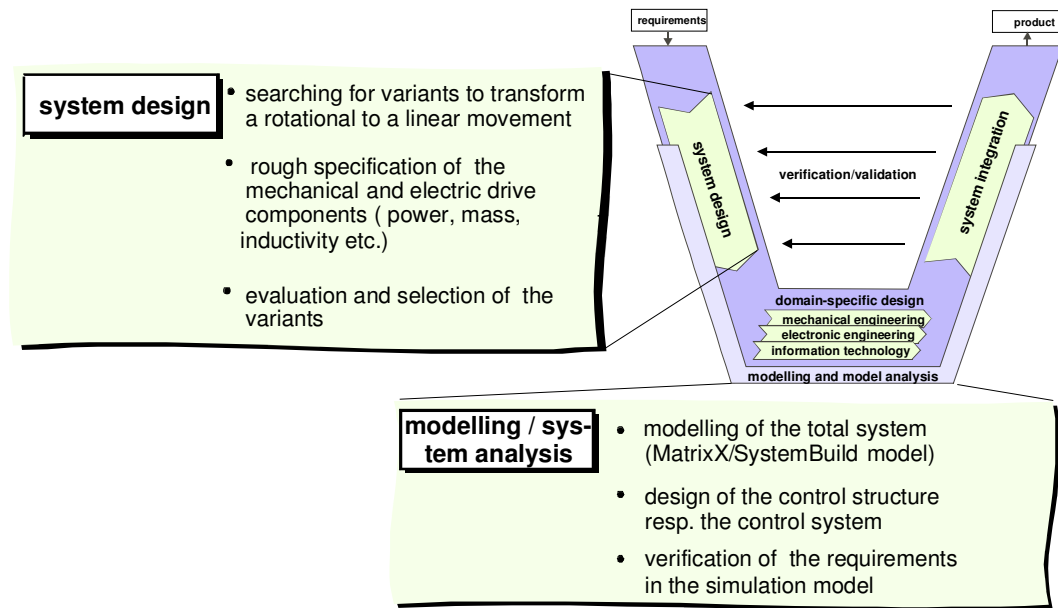 requirements
product
system design
• searching for variants to transform
a rotational to a linear movement
• rough specification of the
mechanical and electric drive
components ( power, mass,
inductivity etc.)
• evaluation and selection of the
variants
system design
verification/validation
system integration
domain-specific design
mechanical engineering
electronic engineering
information technology
modelling and model analysis
modelling / sys-
tem analysis
• modelling of the total system
(MatrixX/SystemBuild model)
• design of the control structure
resp. the control system
• verification of the requirements
in the simulation model